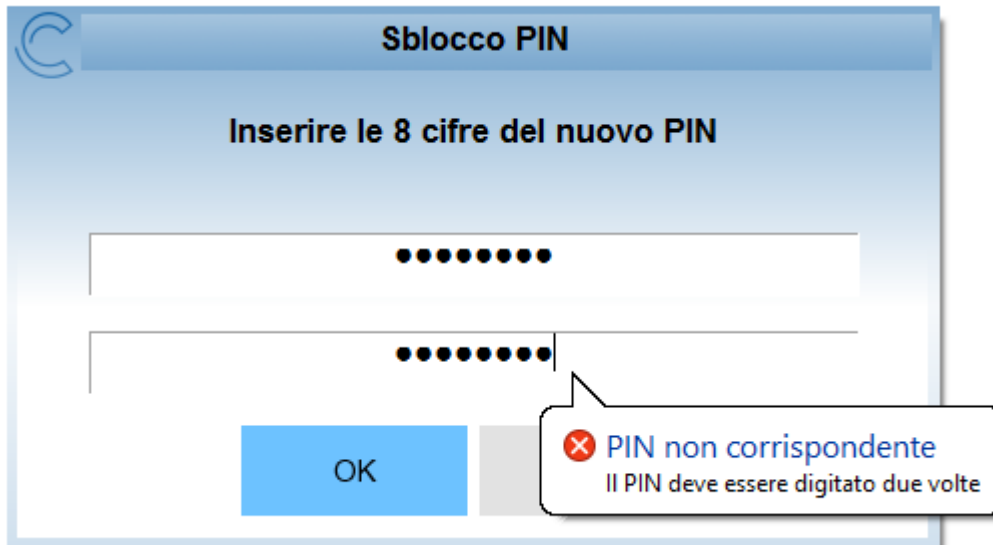 Sblocco PIN
Inserire le 8 cifre del nuovo PIN
●●●●●●●●
●●●●●●●●
PIN non corrispondente
Il PIN deve essere digitato due volte
OK